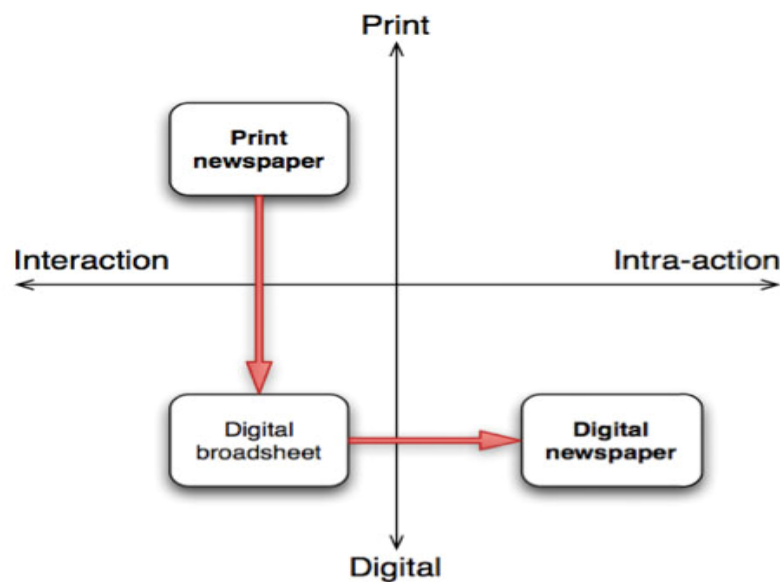 Print
Print
newspaper
Interaction
Intra-action
Digital
broadsheet
Digital
newspaper
Digital